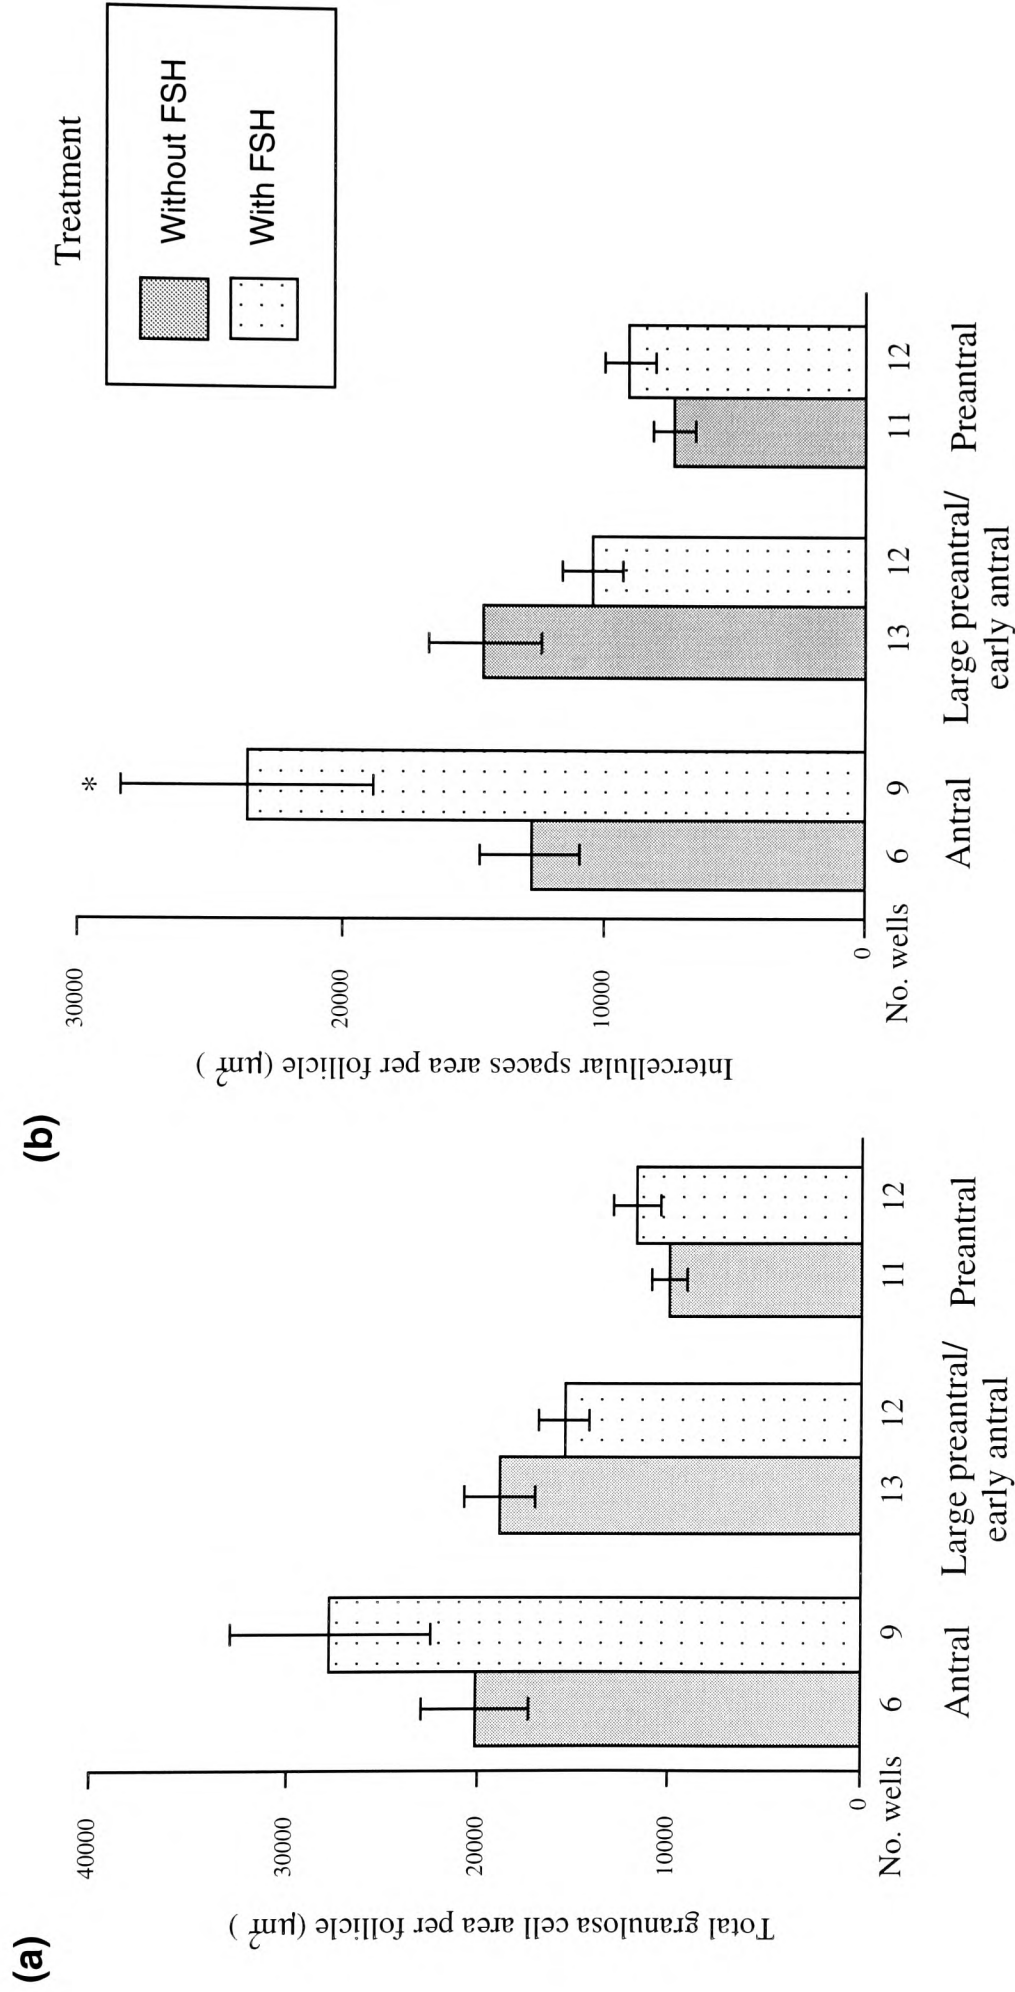 (a)
Total granulosa cell area per follicle (µm²)
40000
30000
20000
10000
0
No. wells
6
9
13
12
11
12
Antral
Large preantral/
early antral
Preantral
(b)
Intercellular spaces area per follicle (µm²)
30000
20000
10000
0
No. wells
*
6
9
13
12
11
12
Antral
Large preantral/
early antral
Preantral
Treatment
Without FSH
With FSH